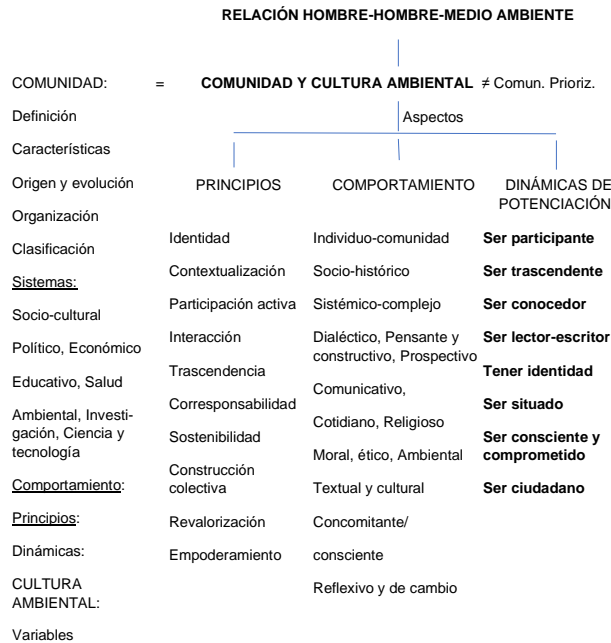 RELACIÓN HOMBRE-HOMBRE-MEDIO AMBIENTE
COMUNIDAD: = COMUNIDAD Y CULTURA AMBIENTAL ≠ Comun. Prioriz.
Definición
Características
Origen y evolución
Organización
Clasificación
Sistemas:
Socio-cultural
Político, Económico
Educativo, Salud
Ambiental, Investi-
gación, Ciencia y
tecnología
Comportamiento:
Principios:
Dinámicas:
CULTURA
AMBIENTAL:
Variables
Aspectos
PRINCIPIOS
Identidad
Contextualización
Participación activa
Interacción
Trascendencia
Corresponsabilidad
Sostenibilidad
Construcción
colectiva
Revalorización
Empoderamiento
COMPORTAMIENTO
Individuo-comunidad
Socio-histórico
Sistémico-complejo
Dialéctico, Pensante y
constructivo, Prospectivo
Comunicativo,
Cotidiano, Religioso
Moral, ético, Ambiental
Textual y cultural
Concomitante/
consciente
Reflexivo y de cambio
DINÁMICAS DE
POTENCIACIÓN
Ser participante
Ser trascendente
Ser conocedor
Ser lector-escritor
Tener identidad
Ser situado
Ser consciente y
comprometido
Ser ciudadano